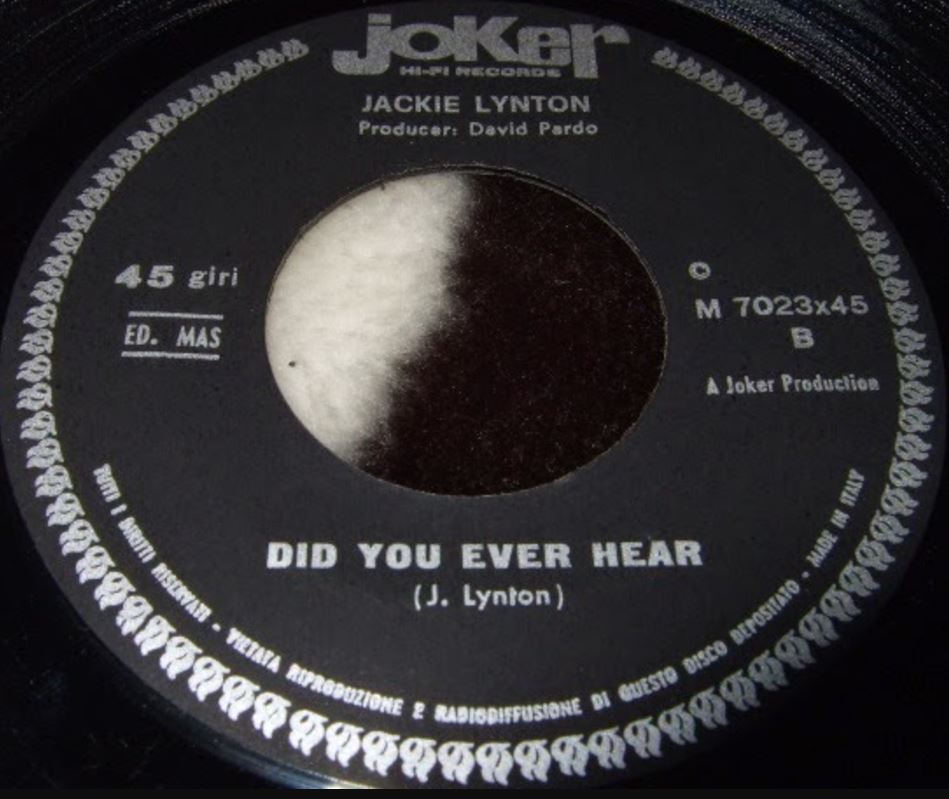 joker
HI-FI RECORDS
JACKIE LYNTON
Producer: David Pardo
45 giri
ED. MAS
©
M 7023x45
B
A Joker Production
DID YOU EVER HEAR
(J. Lynton)
TUTTI I DIRITTI RISERVATI - VIETATA RIPRODUZIONE E RADIODIFFUSIONE DI QUESTO DISCO DEPOSITATO - MADE IN ITALY